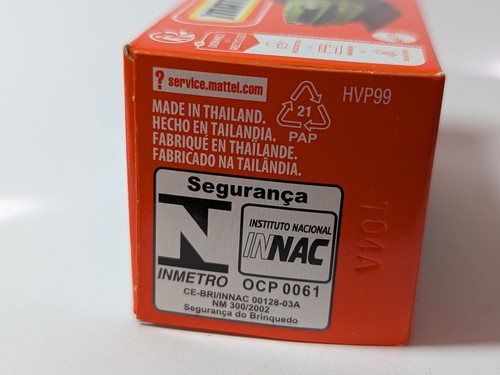 ? service.mattel.com
HVP99
MADE IN THAILAND.
HECHO EN TAILANDIA.
FABRIQUÉ EN THAÏLANDE.
FABRICADO NA TAILÂNDIA.
21
PAP
Segurança
INMETRO
INSTITUTO NACIONAL
INNAC
OCP 0061
CE-BRI/INNAC 00128-03A
NM 300/2002
Segurança do Brinquedo
T04A